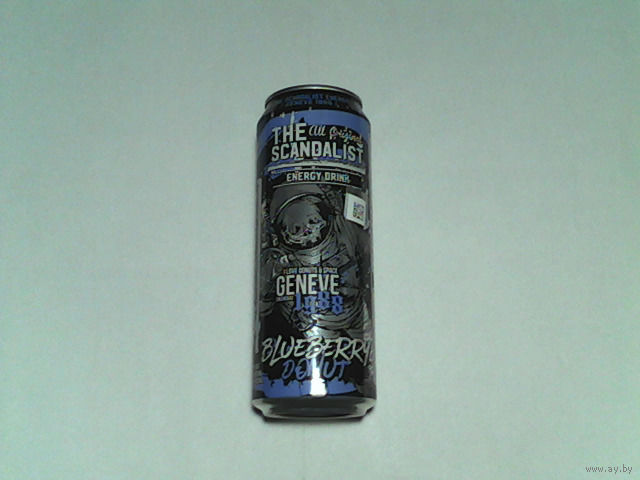 THE All Original
SCANDALIST
ENERGY DRINK
I LOVE DONUTS & SPACE
GENEVE
1988
BLUEBERRY
DONUT
www.ay.by